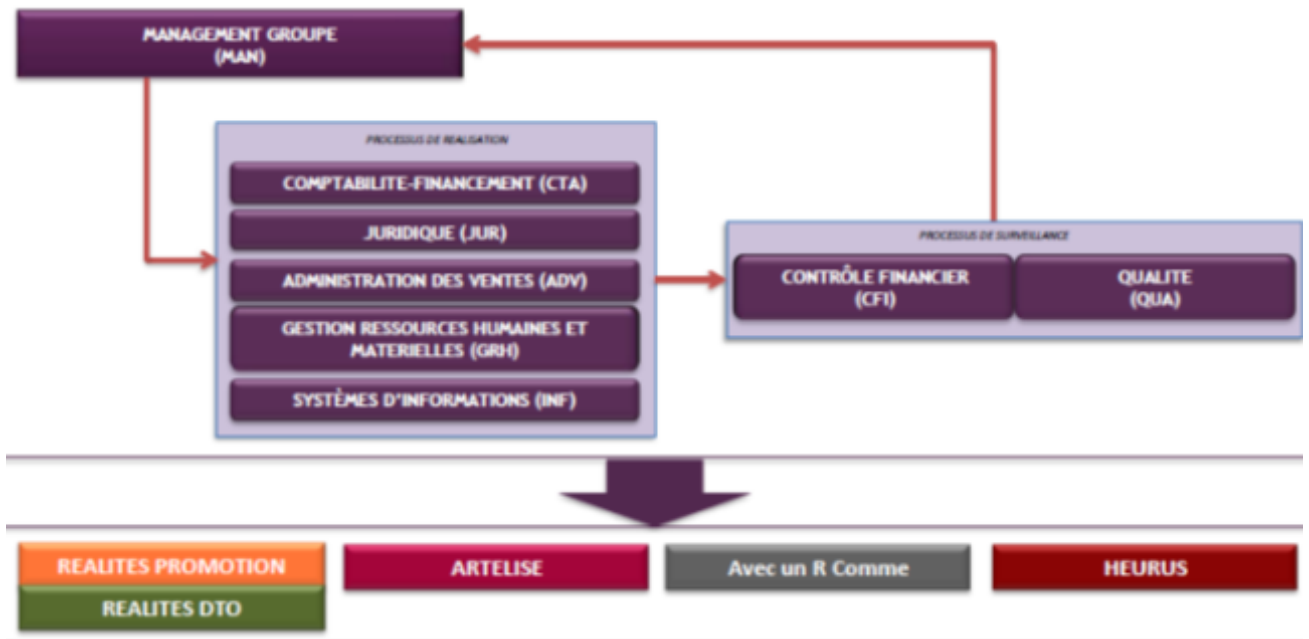 MANAGEMENT GROUPE
(MAN)
PROCESSUS DE REALISATION
COMPTABILITE-FINANCEMENT (CTA)
JURIDIQUE (JUR)
ADMINISTRATION DES VENTES (ADV)
GESTION RESSOURCES HUMAINES ET
MATERIELLES (GRH)
SYSTÈMES D'INFORMATIONS (INF)
PROCESSUS DE SURVEILLANCE
CONTRÔLE FINANCIER
(CFI)
QUALITE
(QUA)
REALITES PROMOTION
REALITES DTO
ARTELISE
Avec un R Comme
HEURUS